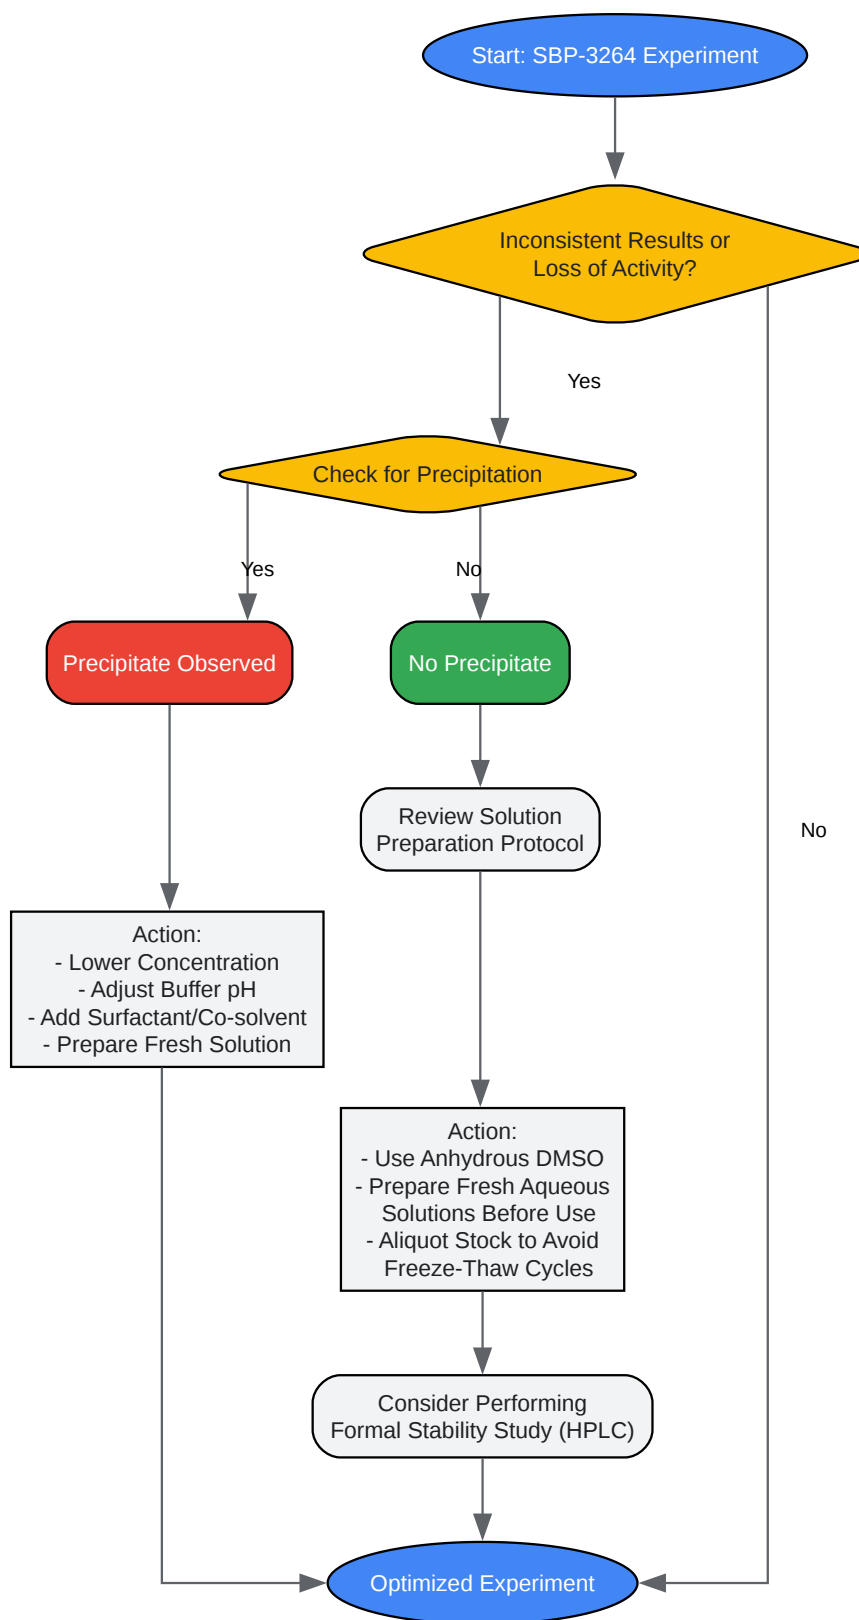 Start: SBP-3264 Experiment
Inconsistent Results or
Loss of Activity?
Yes
Check for Precipitation
Yes
No
Precipitate Observed
No Precipitate
Review Solution
Preparation Protocol
No
Action:
- Lower Concentration
- Adjust Buffer pH
- Add Surfactant/Co-solvent
- Prepare Fresh Solution
Action:
- Use Anhydrous DMSO
- Prepare Fresh Aqueous
Solutions Before Use
- Aliquot Stock to Avoid
Freeze-Thaw Cycles
Consider Performing
Formal Stability Study (HPLC)
Optimized Experiment